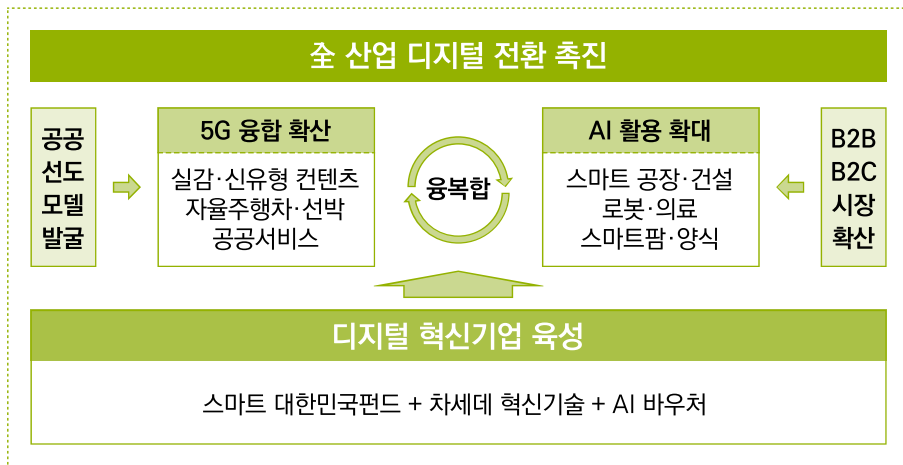 全 산업 디지털 전환 촉진
공공
선도
모델
발굴
5G 융합 확산
실감·신유형 컨텐츠
자율주행차·선박
공공서비스
융복합
AI 활용 확대
스마트 공장·건설
로봇·의료
스마트팜·양식
B2B
B2C
시장
확산
디지털 혁신기업 육성
스마트 대한민국펀드 + 차세데 혁신기술 + AI 바우처